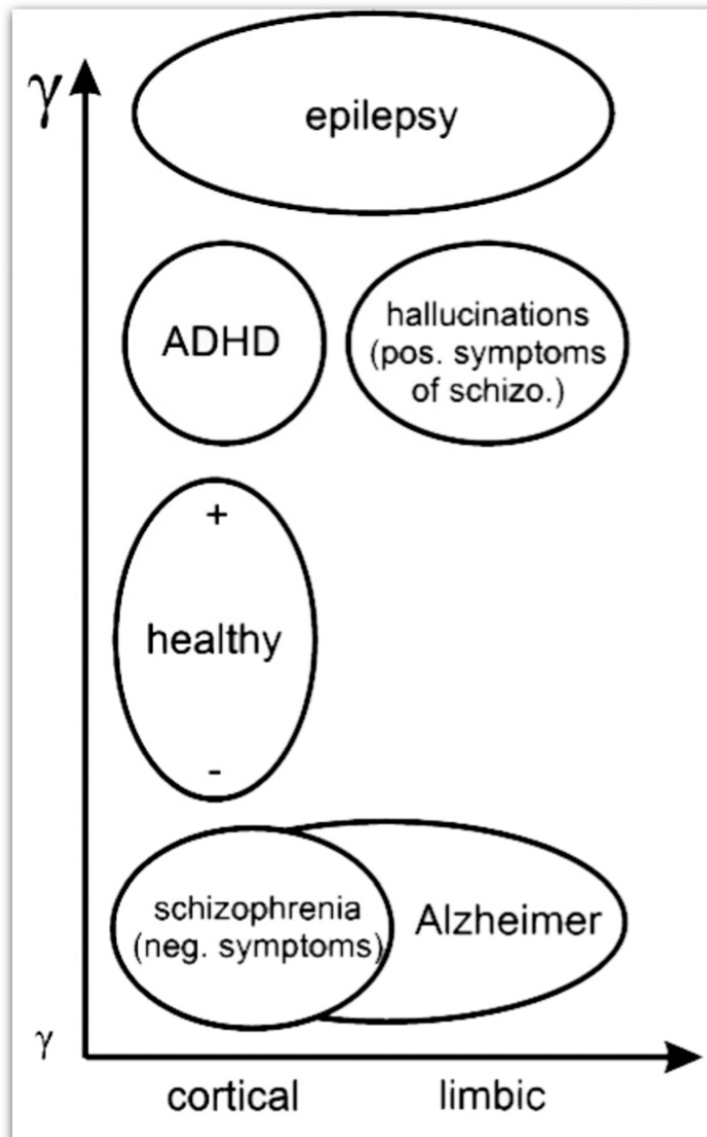 γ
epilepsy
ADHD
hallucinations
(pos. symptoms
of schizo.)
+
healthy
-
schizophrenia
(neg. symptoms)
Alzheimer
γ
cortical
limbic